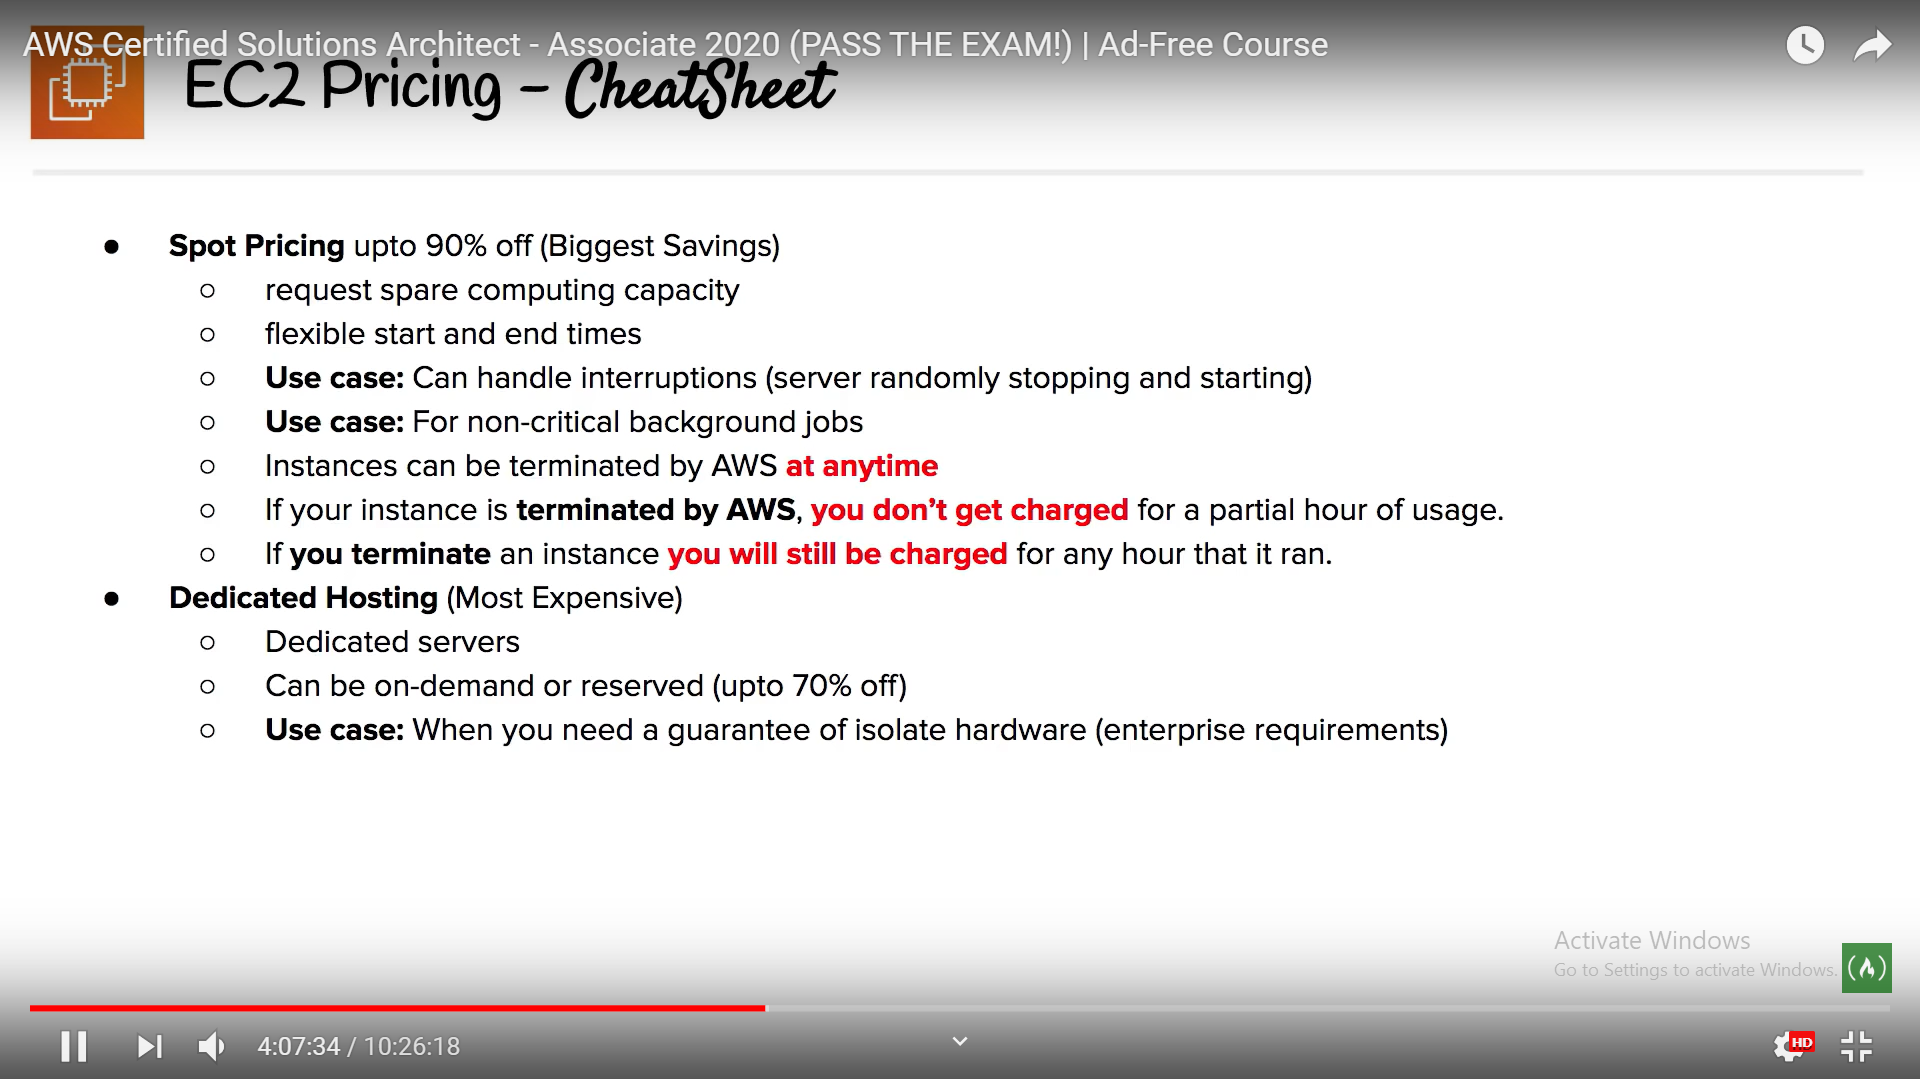 AWS Certified Solutions Architect - Associate 2020 (PASS THE EXAM!) | Ad-Free Course
EC2 Pricing – CheatSheet
● Spot Pricing upto 90% off (Biggest Savings)
○ request spare computing capacity
○ flexible start and end times
○ Use case: Can handle interruptions (server randomly stopping and starting)
○ Use case: For non-critical background jobs
○ Instances can be terminated by AWS at anytime
○ If your instance is terminated by AWS, you don’t get charged for a partial hour of usage.
○ If you terminate an instance you will still be charged for any hour that it ran.
● Dedicated Hosting (Most Expensive)
○ Dedicated servers
○ Can be on-demand or reserved (upto 70% off)
○ Use case: When you need a guarantee of isolate hardware (enterprise requirements)
Activate Windows
Go to Settings to activate Windows.
4:07:34 / 10:26:18
HD